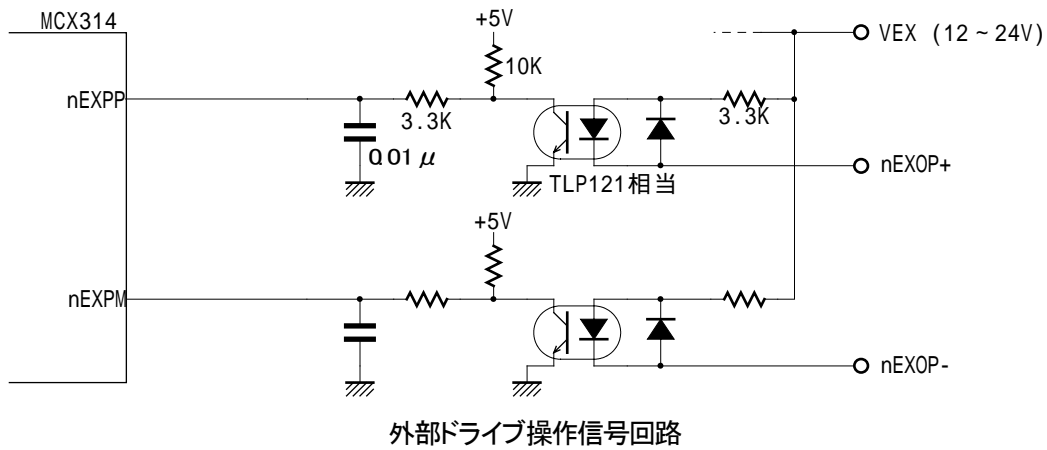 MCX314
+5V
VEX (12~24V)
10K
nEXPP
3.3K
3.3K
0.01μ
nEXOP+
TLP121相当
+5V
nEXPM
nEXOP-
外部ドライブ操作信号回路